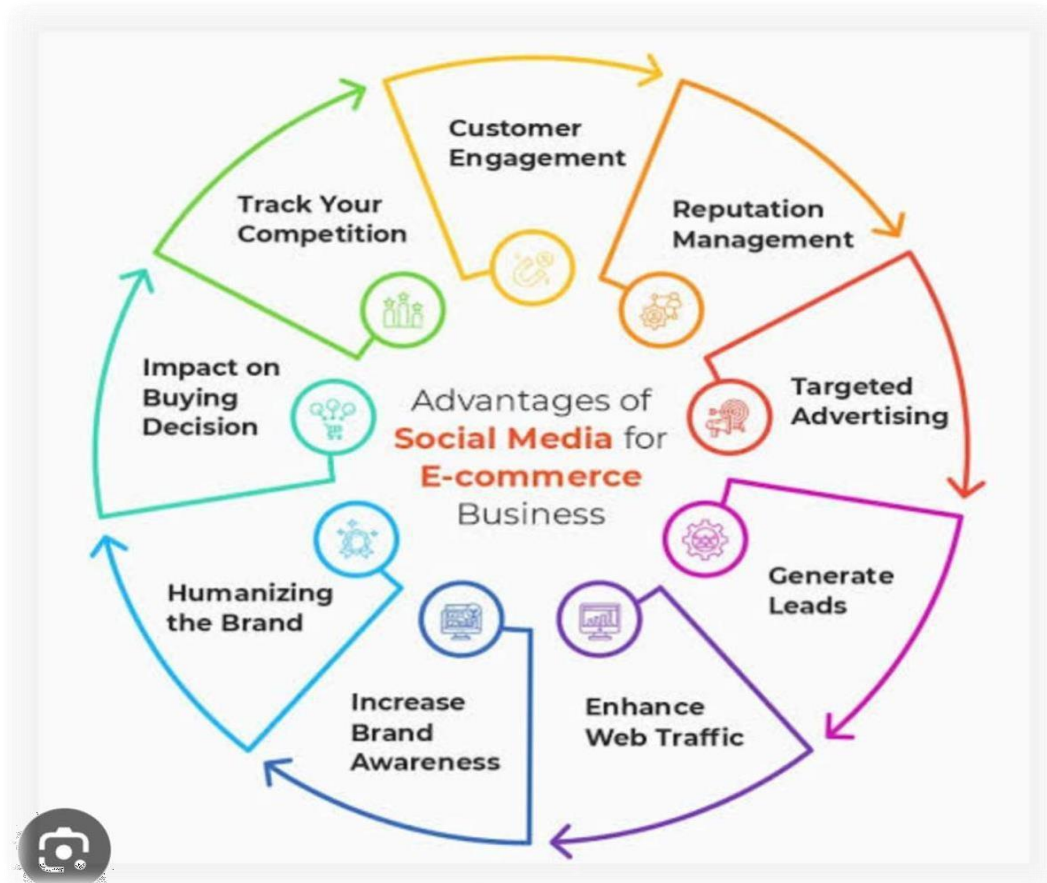 Customer
Engagement
Reputation
Management
Targeted
Advertising
Generate
Leads
Enhance
Web Traffic
Increase
Brand
Awareness
Humanizing
the Brand
Impact on
Buying
Decision
Track Your
Competition
Advantages of
Social Media for
E-commerce
Business